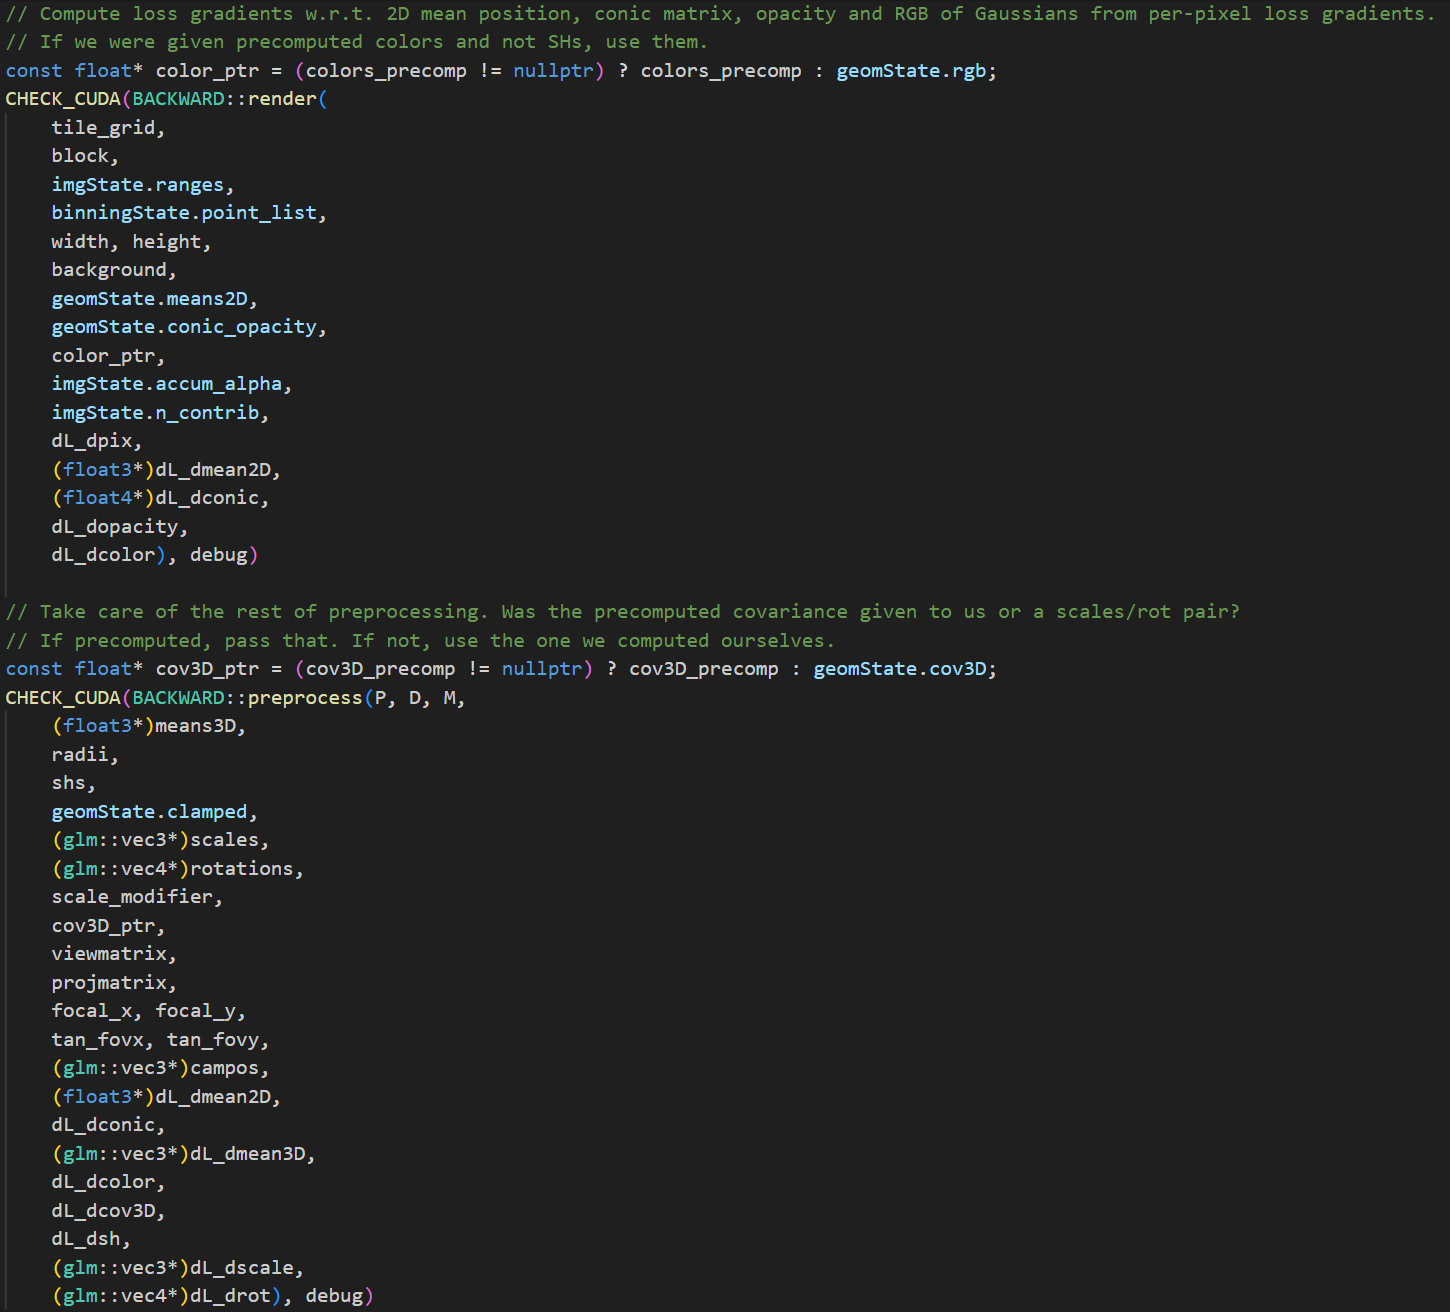 // Compute loss gradients w.r.t. 2D mean position, conic matrix, opacity and RGB of Gaussians from per-pixel loss gradients.
// If we were given precomputed colors and not SHs, use them.
const float* color_ptr = (colors_precomp != nullptr) ? colors_precomp : geomState.rgb;
CHECK_CUDA(BACKWARD::render(
    tile_grid,
    block,
    imgState.ranges,
    binningState.point_list,
    width, height,
    background,
    geomState.means2D,
    geomState.conic_opacity,
    color_ptr,
    imgState.accum_alpha,
    imgState.n_contrib,
    dL_dpix,
    (float3*)dL_dmean2D,
    (float4*)dL_dconic,
    dL_dopacity,
    dL_dcolor), debug)

// Take care of the rest of preprocessing. Was the precomputed covariance given to us or a scales/rot pair?
// If precomputed, pass that. If not, use the one we computed ourselves.
const float* cov3D_ptr = (cov3D_precomp != nullptr) ? cov3D_precomp : geomState.cov3D;
CHECK_CUDA(BACKWARD::preprocess(P, D, M,
    (float3*)means3D,
    radii,
    shs,
    geomState.clamped,
    (glm::vec3*)scales,
    (glm::vec4*)rotations,
    scale_modifier,
    cov3D_ptr,
    viewmatrix,
    projmatrix,
    focal_x, focal_y,
    tan_fovx, tan_fovy,
    (glm::vec3*)campos,
    (float3*)dL_dmean2D,
    dL_dconic,
    (glm::vec3*)dL_dmean3D,
    dL_dcolor,
    dL_dcov3D,
    dL_dsh,
    (glm::vec3*)dL_dscale,
    (glm::vec4*)dL_drot), debug)